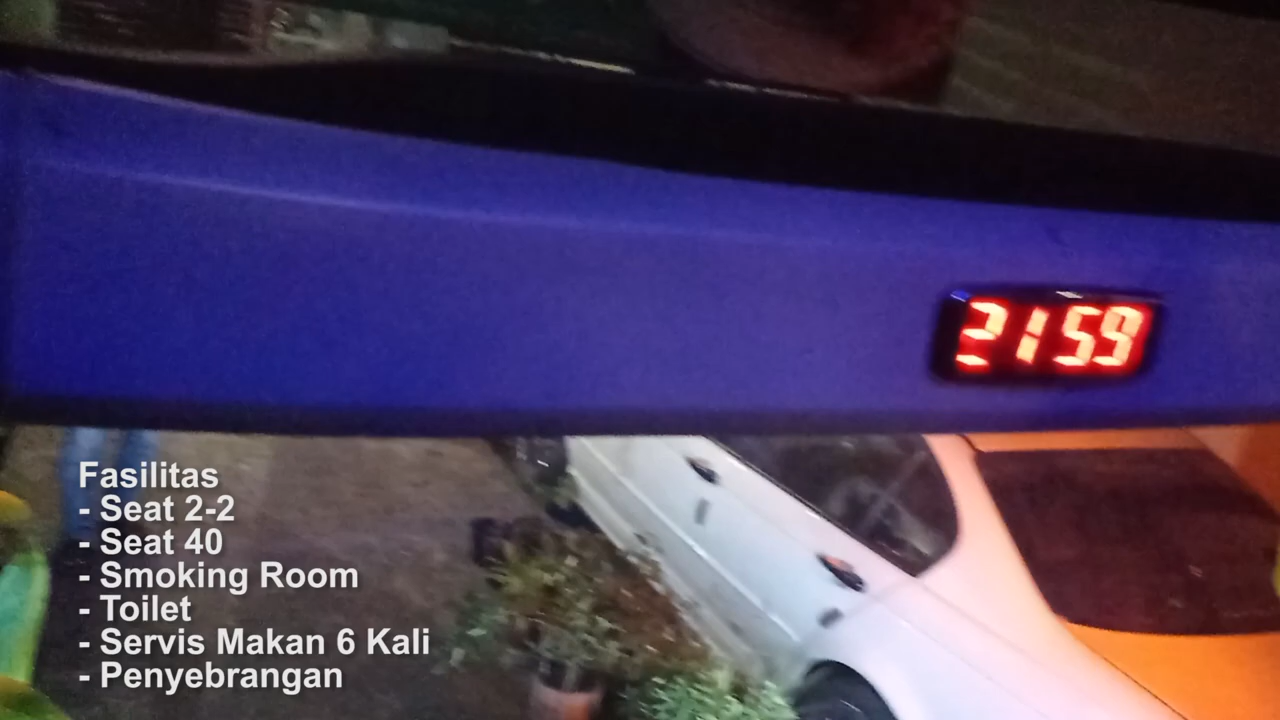 21 59
Fasilitas
- Seat 2-2
- Seat 40
- Smoking Room
- Toilet
- Servis Makan 6 Kali
- Penyebrangan